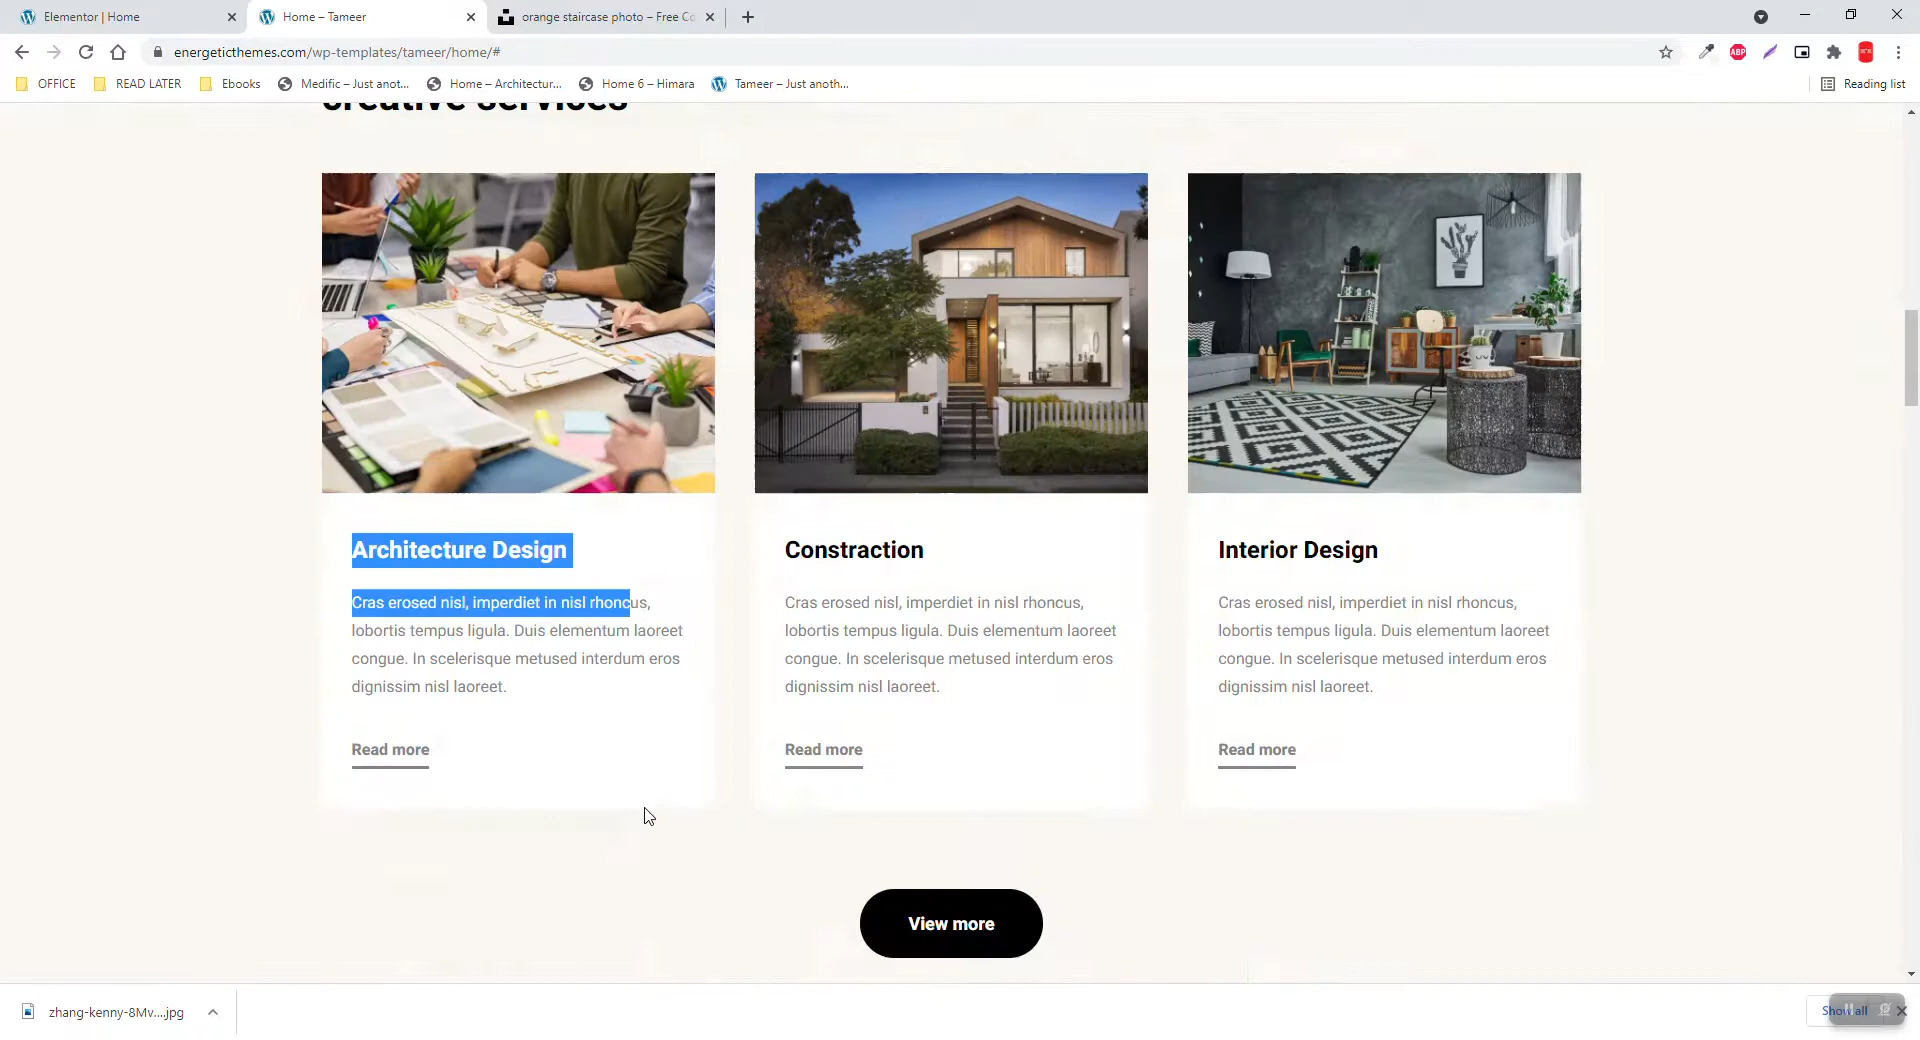 Elementor | Home
Home – Tameer
orange staircase photo – Free Co
energeticthemes.com/wp-templates/tameer/home/#
ABP
OFFICE
READ LATER
Ebooks
Medific – Just anot...
Home – Architectur...
Home 6 – Himara
Tameer – Just anoth...
Reading list
creative services
Architecture Design
Cras erosed nisl, imperdiet in nisl rhoncus,
lobortis tempus ligula. Duis elementum laoreet
congue. In scelerisque metused interdum eros
dignissim nisl laoreet.
Read more
Constraction
Cras erosed nisl, imperdiet in nisl rhoncus,
lobortis tempus ligula. Duis elementum laoreet
congue. In scelerisque metused interdum eros
dignissim nisl laoreet.
Read more
Interior Design
Cras erosed nisl, imperdiet in nisl rhoncus,
lobortis tempus ligula. Duis elementum laoreet
congue. In scelerisque metused interdum eros
dignissim nisl laoreet.
Read more
View more
zhang-kenny-8Mv....jpg
Show all